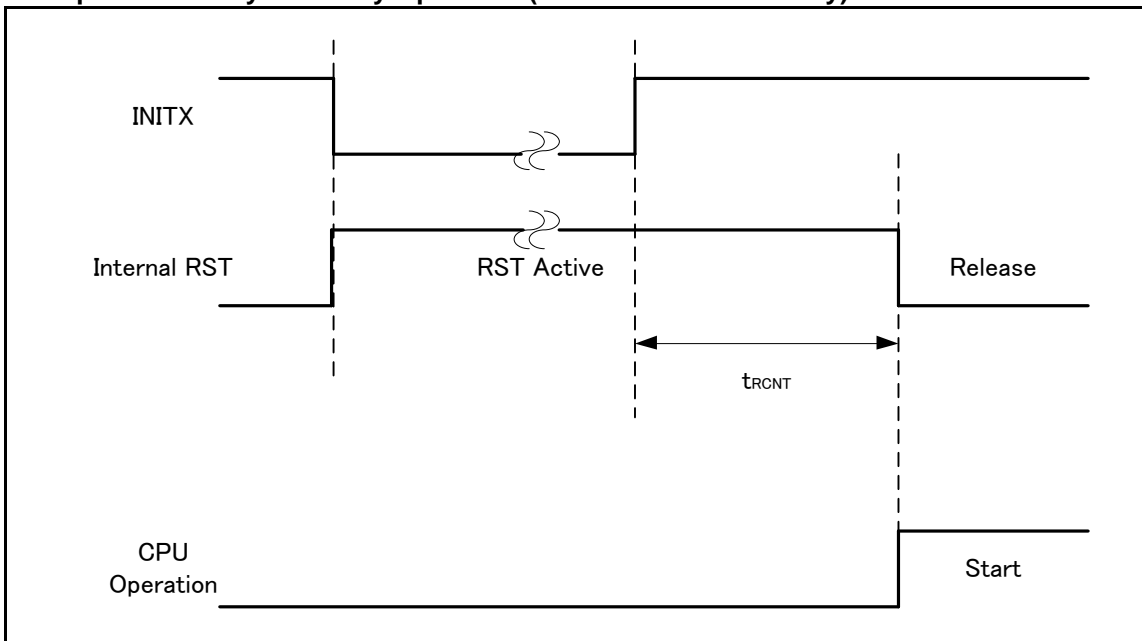 INITX
Internal RST
RST Active
Release
tRCNT
CPU
Operation
Start